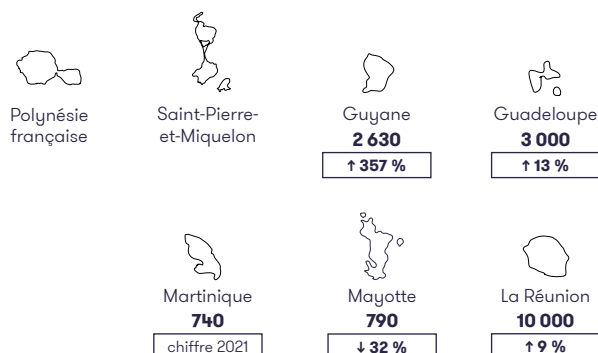 Polynésie
française
Saint-Pierre-
et-Miquelon
Guyane
2 630
↑ 357 %
Guadeloupe
3 000
↑ 13 %
Martinique
740
chiffre 2021
Mayotte
790
↓ 32 %
La Réunion
10 000
↑ 9 %